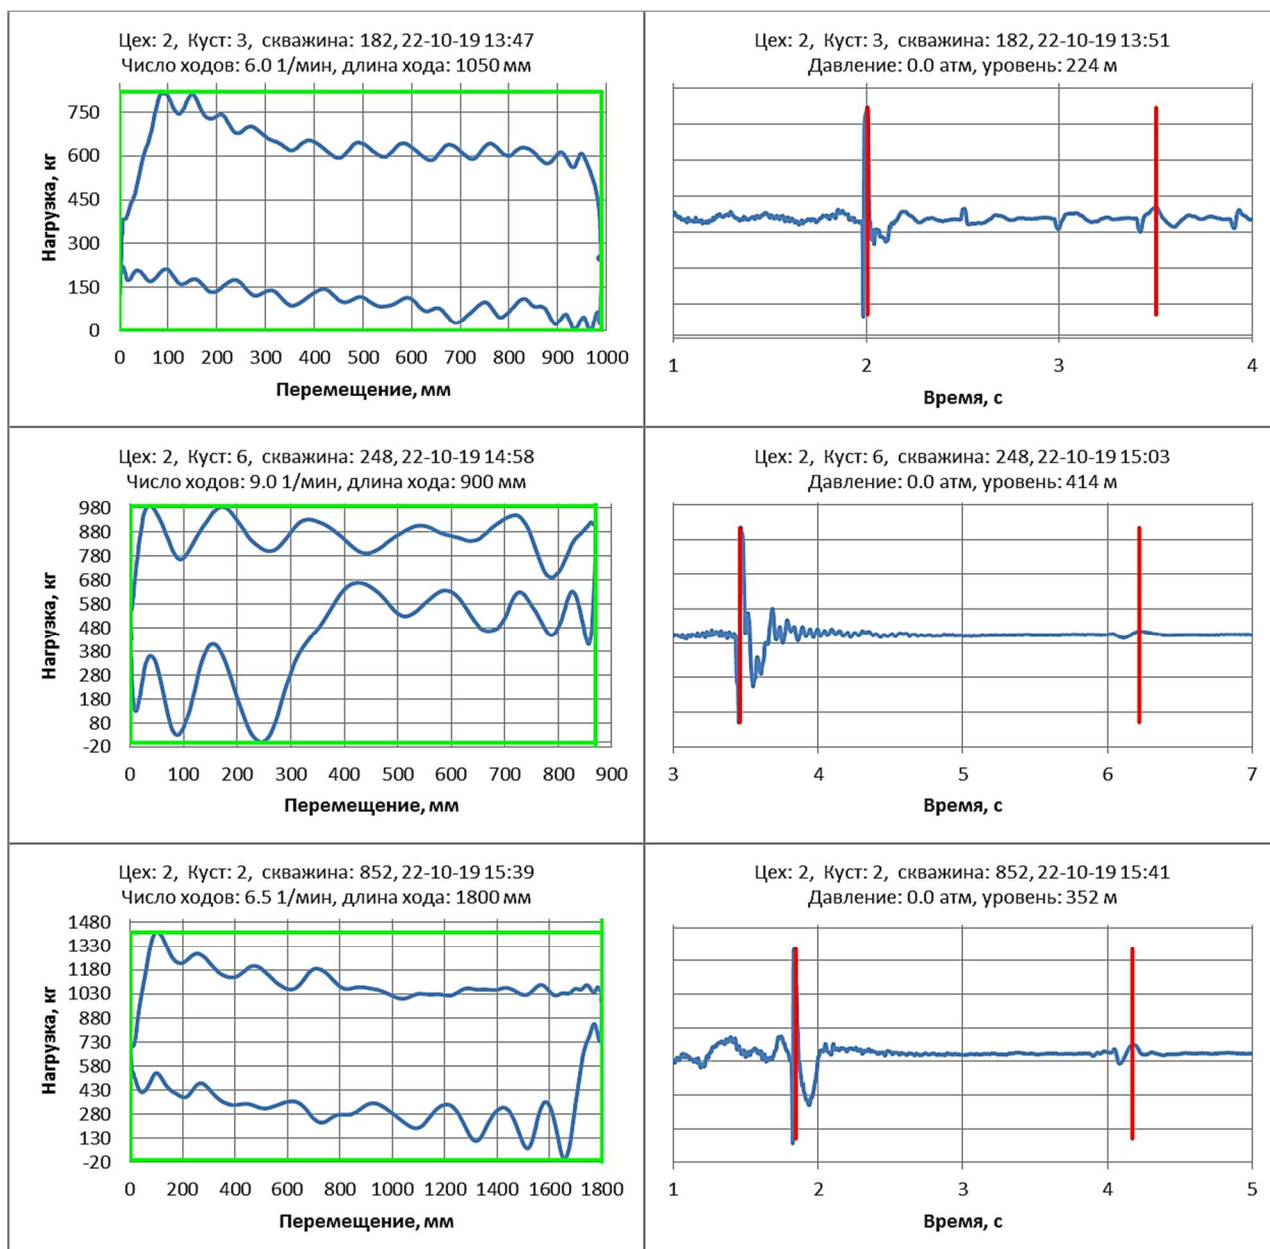 Цех: 2, Куст: 3, скважина: 182, 22-10-19 13:47
Число ходов: 6.0 1/мин, длина хода: 1050 мм
Нагрузка, кг
750
600
450
300
150
0
0 100 200 300 400 500 600 700 800 900 1000
Перемещение, мм
Цех: 2, Куст: 3, скважина: 182, 22-10-19 13:51
Давление: 0.0 атм, уровень: 224 м
1 2 3 4
Время, с
Цех: 2, Куст: 6, скважина: 248, 22-10-19 14:58
Число ходов: 9.0 1/мин, длина хода: 900 мм
Нагрузка, кг
980
880
780
680
580
480
380
280
180
80
-20
0 100 200 300 400 500 600 700 800 900
Перемещение, мм
Цех: 2, Куст: 6, скважина: 248, 22-10-19 15:03
Давление: 0.0 атм, уровень: 414 м
3 4 5 6 7
Время, с
Цех: 2, Куст: 2, скважина: 852, 22-10-19 15:39
Число ходов: 6.5 1/мин, длина хода: 1800 мм
Нагрузка, кг
1480
1330
1180
1030
880
730
580
430
280
130
-20
0 200 400 600 800 1000 1200 1400 1600 1800
Перемещение, мм
Цех: 2, Куст: 2, скважина: 852, 22-10-19 15:41
Давление: 0.0 атм, уровень: 352 м
1 2 3 4 5
Время, с